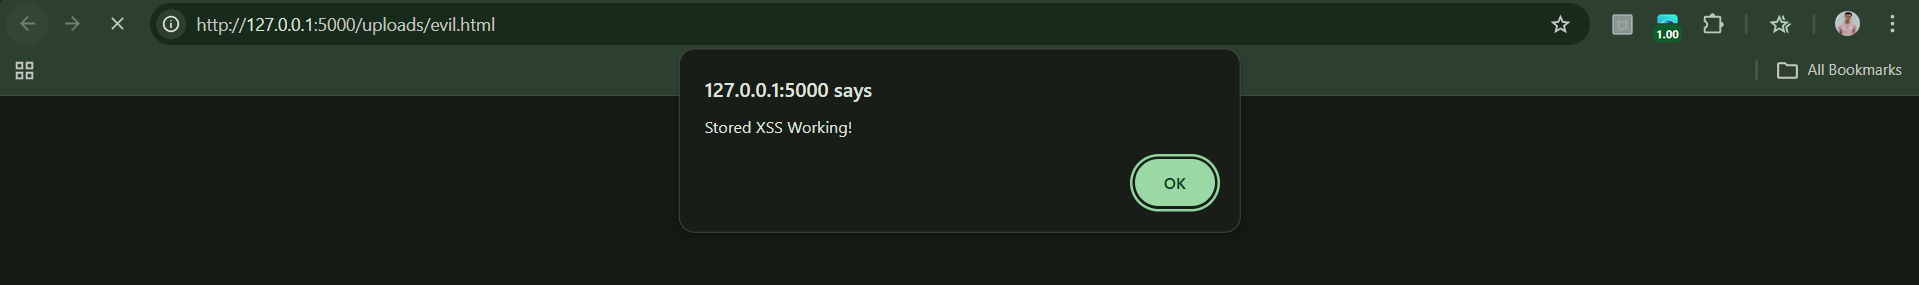 http://127.0.0.1:5000/uploads/evil.html
1.00
All Bookmarks
127.0.0.1:5000 says
Stored XSS Working!
OK